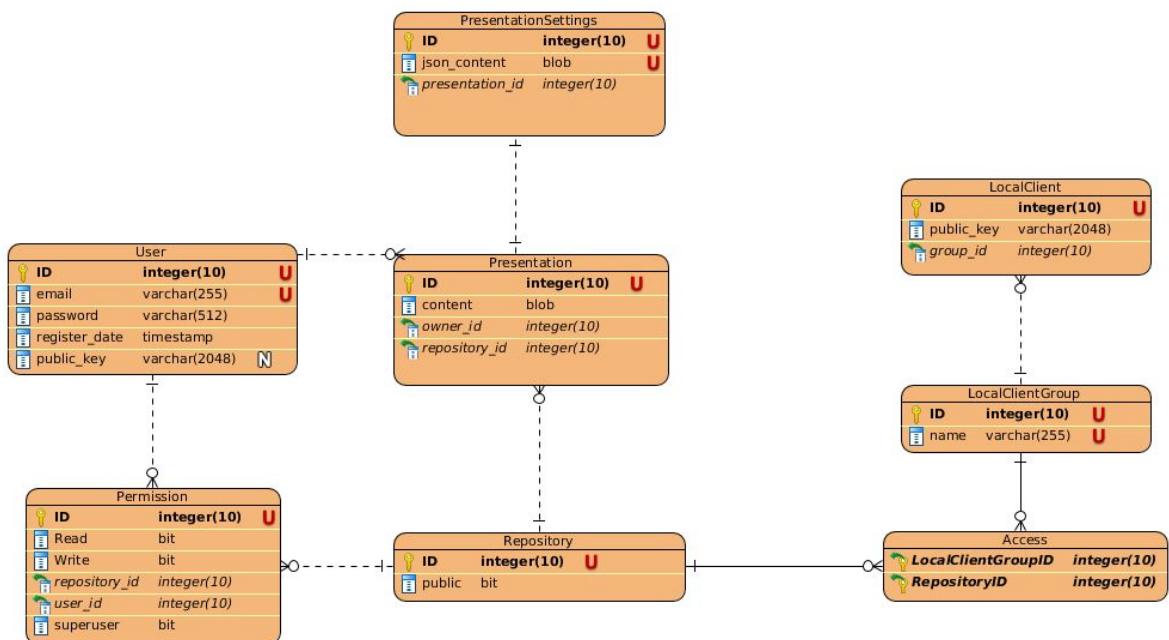 PresentationSettings
ID integer(10) U
json_content blob U
presentation_id integer(10)
LocalClient
ID integer(10) U
public_key varchar(2048)
group_id integer(10)
User
ID integer(10) U
email varchar(255) U
password varchar(512)
register_date timestamp
public_key varchar(2048) N
Presentation
ID integer(10) U
content blob
owner_id integer(10)
repository_id integer(10)
LocalClientGroup
ID integer(10) U
name varchar(255) U
Permission
ID integer(10) U
Read bit
Write bit
repository_id integer(10)
user_id integer(10)
superuser bit
Repository
ID integer(10) U
public bit
Access
LocalClientGroupID integer(10)
RepositoryID integer(10)